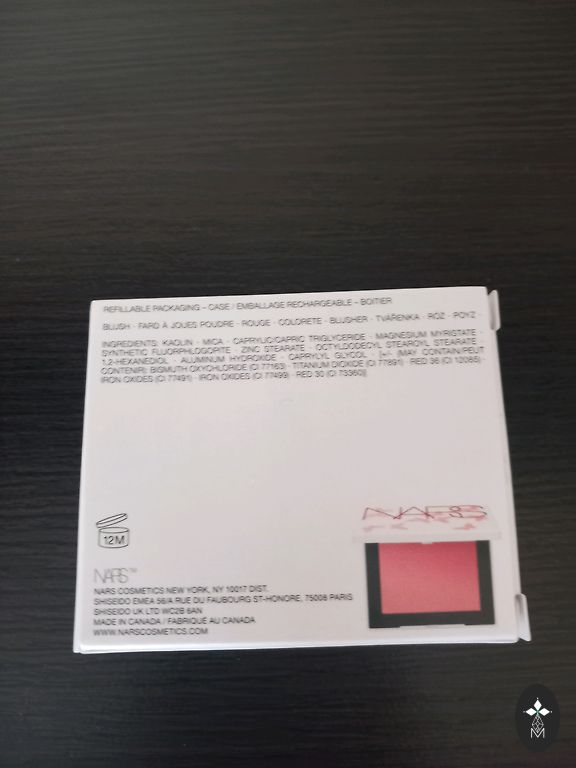 REFILLABLE PACKAGING – CASE / EMBALLAGE RECHARGEABLE – BOITIER
BLUSH · FARD À JOUES POUDRE · ROUGE · COLORETE · BLUSHER · TVÁŘENKA · RÓŻ · ΡΟΥΖ ·
INGREDIENTS: KAOLIN · MICA · CAPRYLIC/CAPRIC TRIGLYCERIDE · MAGNESIUM MYRISTATE ·
SYNTHETIC FLUORPHLOGOPITE · ZINC STEARATE · OCTYLDODECYL STEAROYL STEARATE ·
1,2-HEXANEDIOL · ALUMINUM HYDROXIDE · CAPRYLYL GLYCOL · [+/- (MAY CONTAIN/PEUT
CONTENIR): BISMUTH OXYCHLORIDE (CI 77163) · TITANIUM DIOXIDE (CI 77891) · RED 36 (CI 12085) ·
IRON OXIDES (CI 77491) · IRON OXIDES (CI 77499) · RED 30 (CI 73360)]
NARS
12M
NARS™
NARS COSMETICS NEW YORK, NY 10017 DIST.
SHISEIDO EMEA 56/A RUE DU FAUBOURG ST-HONORE, 75008 PARIS
SHISEIDO UK LTD WC2B 6AN
MADE IN CANADA / FABRIQUÉ AU CANADA
WWW.NARSCOSMETICS.COM
M